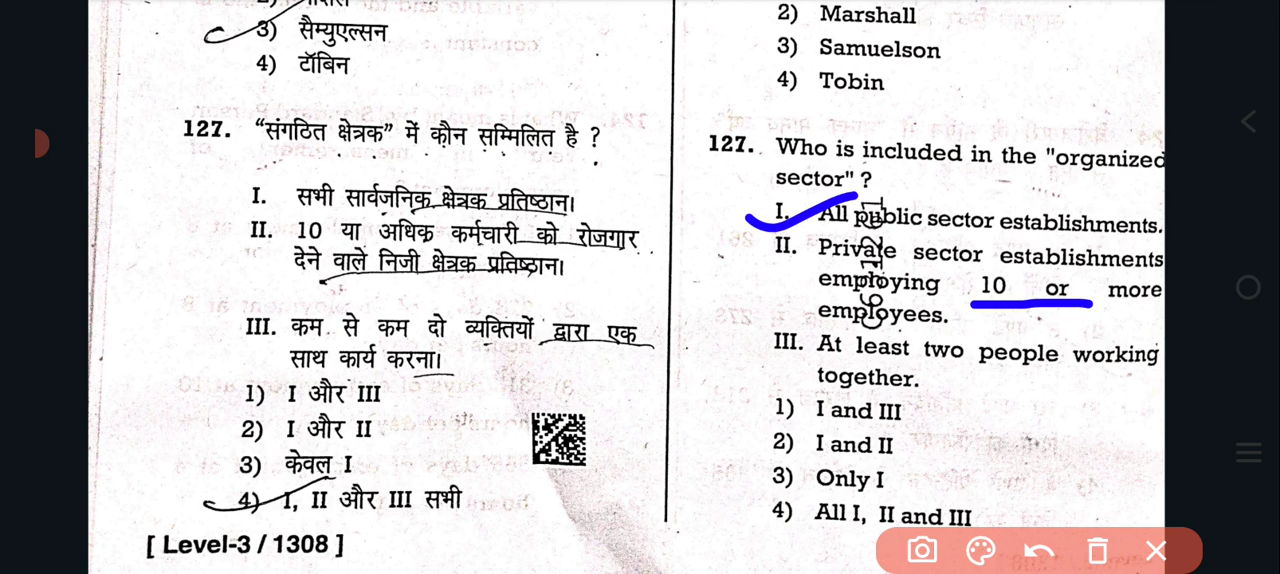 3) सैम्युएल्सन
4) टॉबिन
127. “संगठित क्षेत्रक” में कौन सम्मिलित है ?
I. सभी सार्वजनिक क्षेत्रक प्रतिष्ठान।
II. 10 या अधिक कर्मचारी को रोजगार
देने वाले निजी क्षेत्रक प्रतिष्ठान।
III. कम से कम दो व्यक्तियों द्वारा एक
साथ कार्य करना।
1) I और III
2) I और II
3) केवल I
4) I, II और III सभी
[ Level-3 / 1308 ]
2) Marshall
3) Samuelson
4) Tobin
127. Who is included in the "organized
sector" ?
I. All public sector establishments.
II. Private sector establishments
employing 10 or more
employees.
III. At least two people working
together.
1) I and III
2) I and II
3) Only I
4) All I, II and III